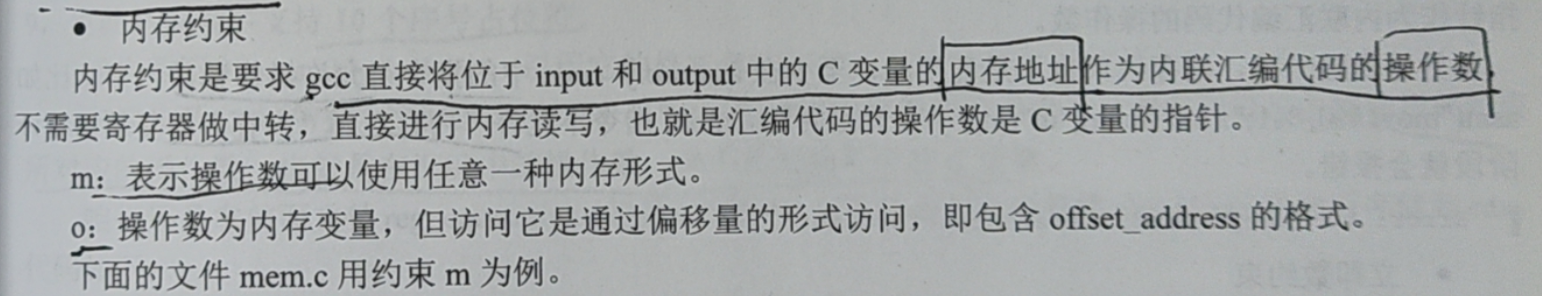 • 内存约束
内存约束是要求 gcc 直接将位于 input 和 output 中的 C 变量的内存地址作为内联汇编代码的操作数，
不需要寄存器做中转，直接进行内存读写，也就是汇编代码的操作数是 C 变量的指针。
m：表示操作数可以使用任意一种内存形式。
o：操作数为内存变量，但访问它是通过偏移量的形式访问，即包含 offset_address 的格式。
下面的文件 mem.c 用约束 m 为例。